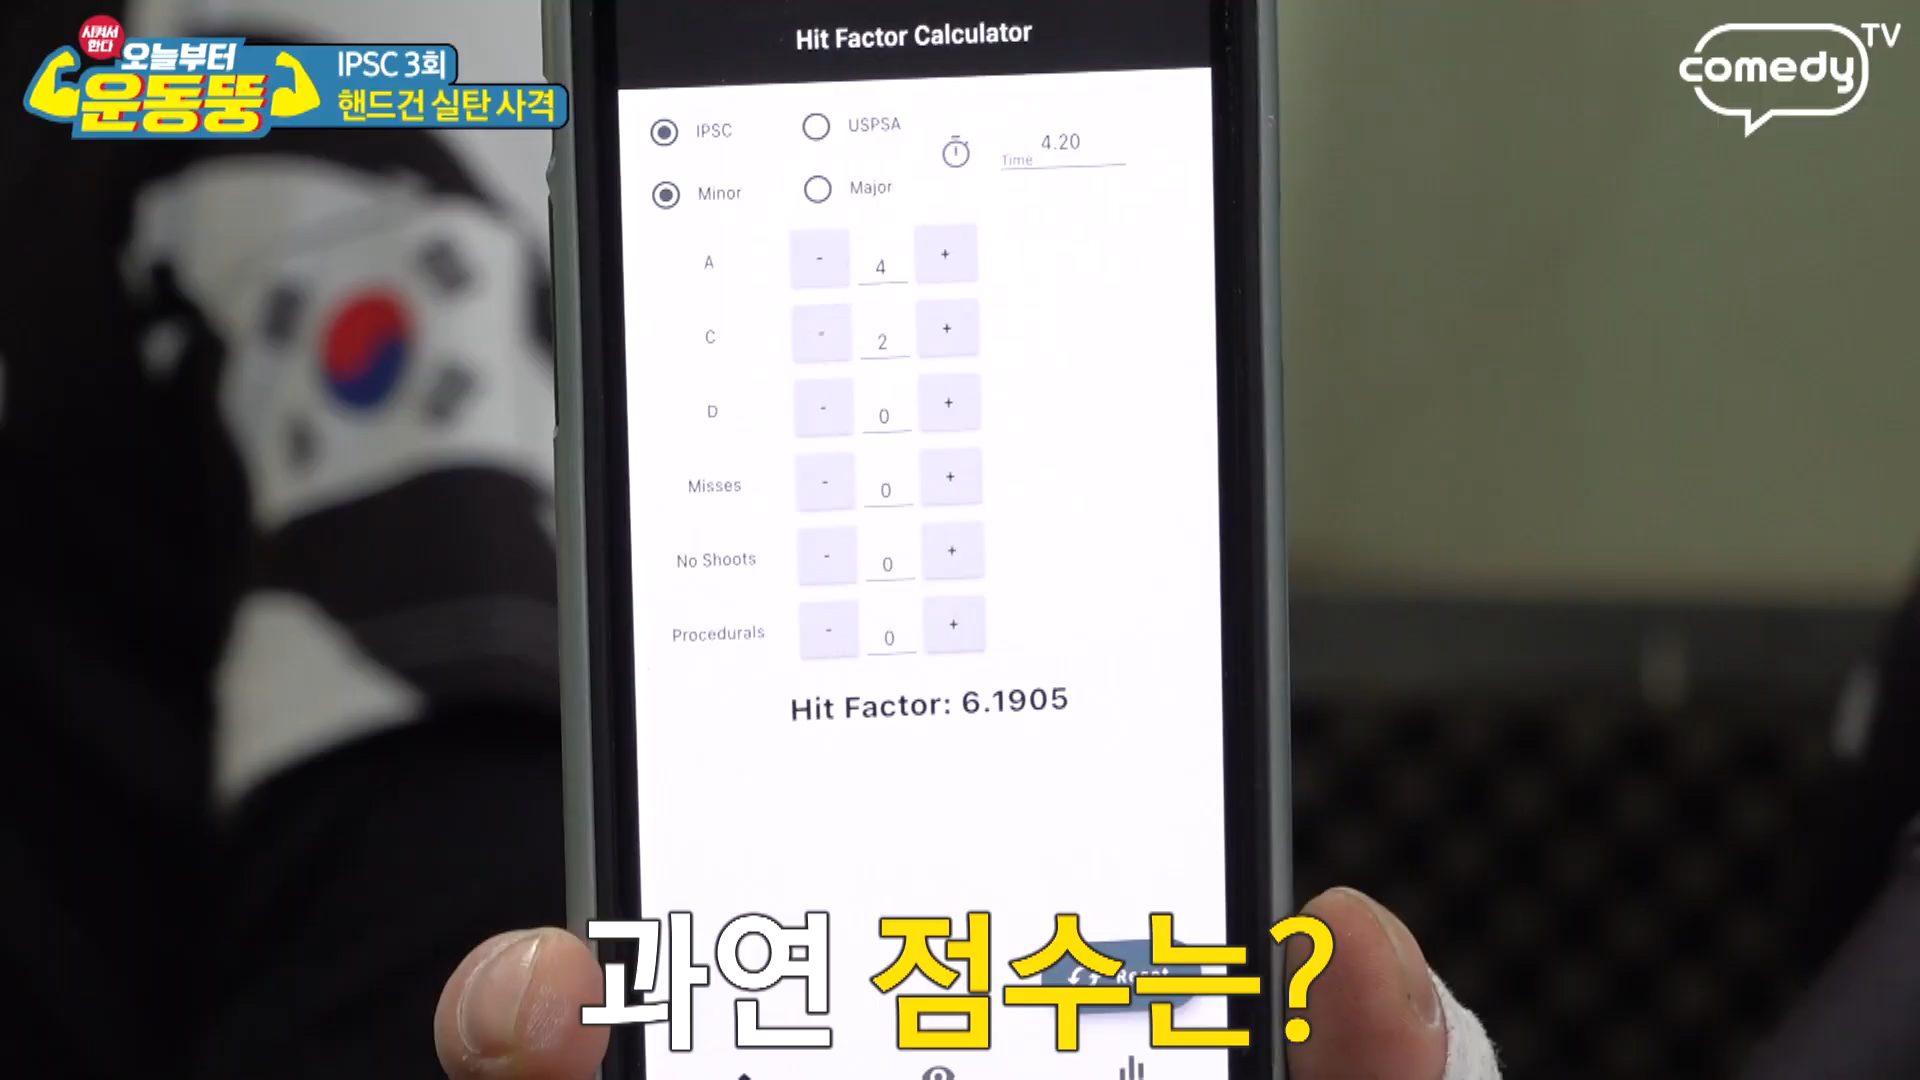 시켜서
한다
오늘부터
운동뚱
IPSC 3회
핸드건 실탄 사격
comedy TV
Hit Factor Calculator
IPSC
USPSA
4.20
Time
Minor
Major
A
-
4
+
C
-
2
+
D
-
0
+
Misses
-
0
+
No Shoots
-
0
+
Procedurals
-
0
+
Hit Factor: 6.1905
Reset
과연 점수는?